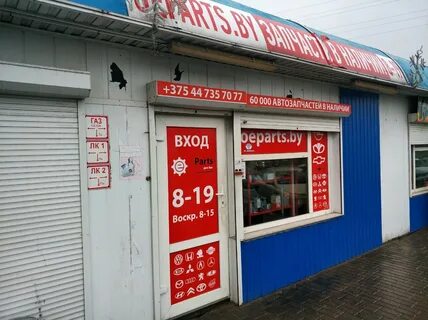 OEPARTS.BY ЗАПЧАСТИ В НАЛИЧИИ
+375 44 735 70 77 60 000 АВТОЗАПЧАСТЕЙ В НАЛИЧИИ
oeparts.by
ВХОД
e Parts
8-19
Воскр. 8-15
ГАЗ
ЛК 1
ЛК 2